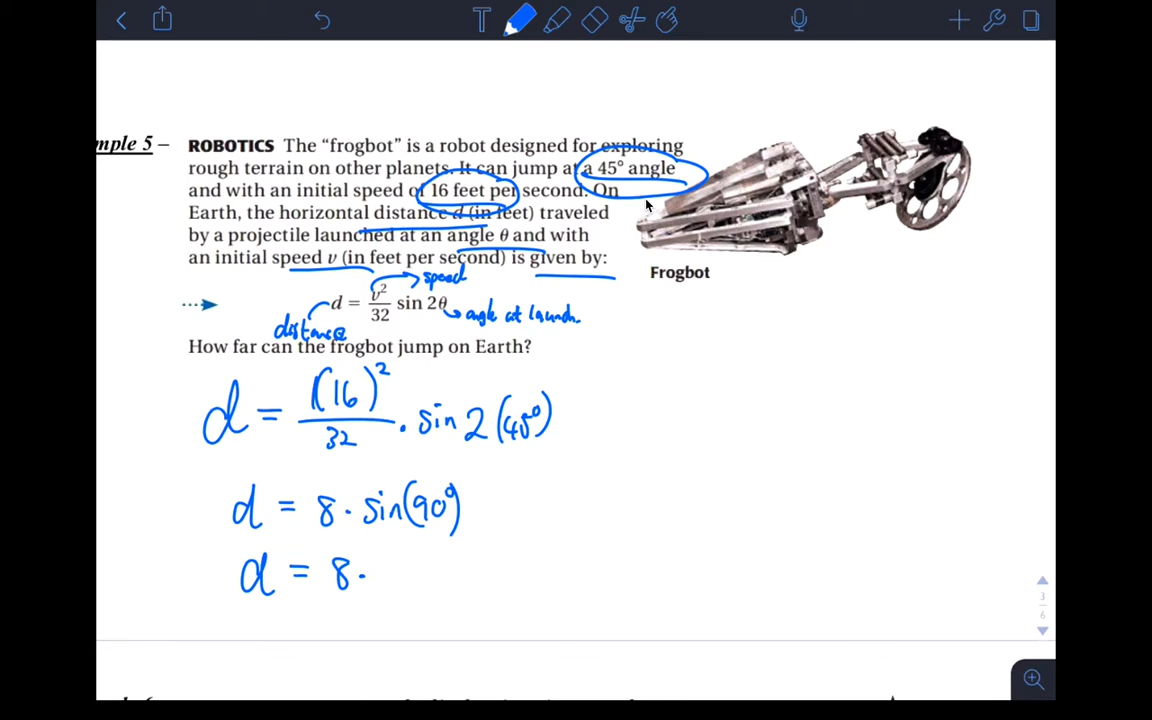 mple 5 –
ROBOTICS The “frogbot” is a robot designed for exploring
rough terrain on other planets. It can jump at a 45° angle
and with an initial speed of 16 feet per second. On
Earth, the horizontal distance d (in feet) traveled
by a projectile launched at an angle θ and with
an initial speed v (in feet per second) is given by:
Frogbot
speed
d = v²/32 sin 2θ
angle at launch.
distance
How far can the frogbot jump on Earth?
d = (16)²/32 · sin 2(45°)
d = 8 · sin(90°)
d = 8 ·
3
6